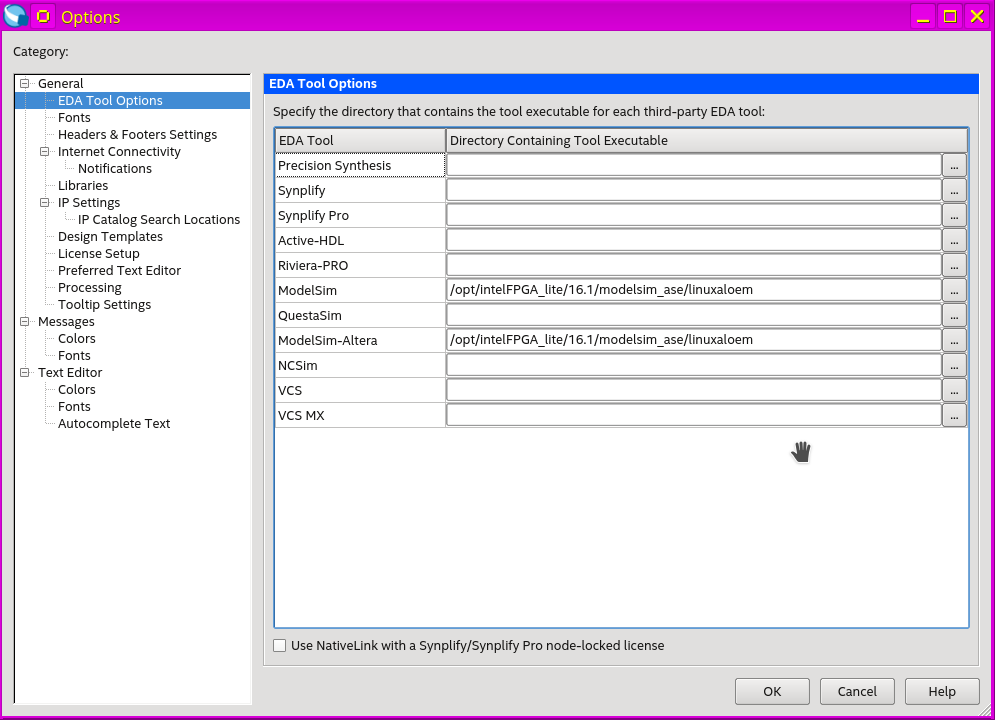 Options
Category:
General
EDA Tool Options
Fonts
Headers & Footers Settings
Internet Connectivity
Notifications
Libraries
IP Settings
IP Catalog Search Locations
Design Templates
License Setup
Preferred Text Editor
Processing
Tooltip Settings
Messages
Colors
Fonts
Text Editor
Colors
Fonts
Autocomplete Text
EDA Tool Options
Specify the directory that contains the tool executable for each third-party EDA tool:
EDA Tool Directory Containing Tool Executable
Precision Synthesis ...
Synplify ...
Synplify Pro ...
Active-HDL ...
Riviera-PRO ...
ModelSim /opt/intelFPGA_lite/16.1/modelsim_ase/linuxaloem ...
QuestaSim ...
ModelSim-Altera /opt/intelFPGA_lite/16.1/modelsim_ase/linuxaloem ...
NCSim ...
VCS ...
VCS MX ...
Use NativeLink with a Synplify/Synplify Pro node-locked license
OK Cancel Help